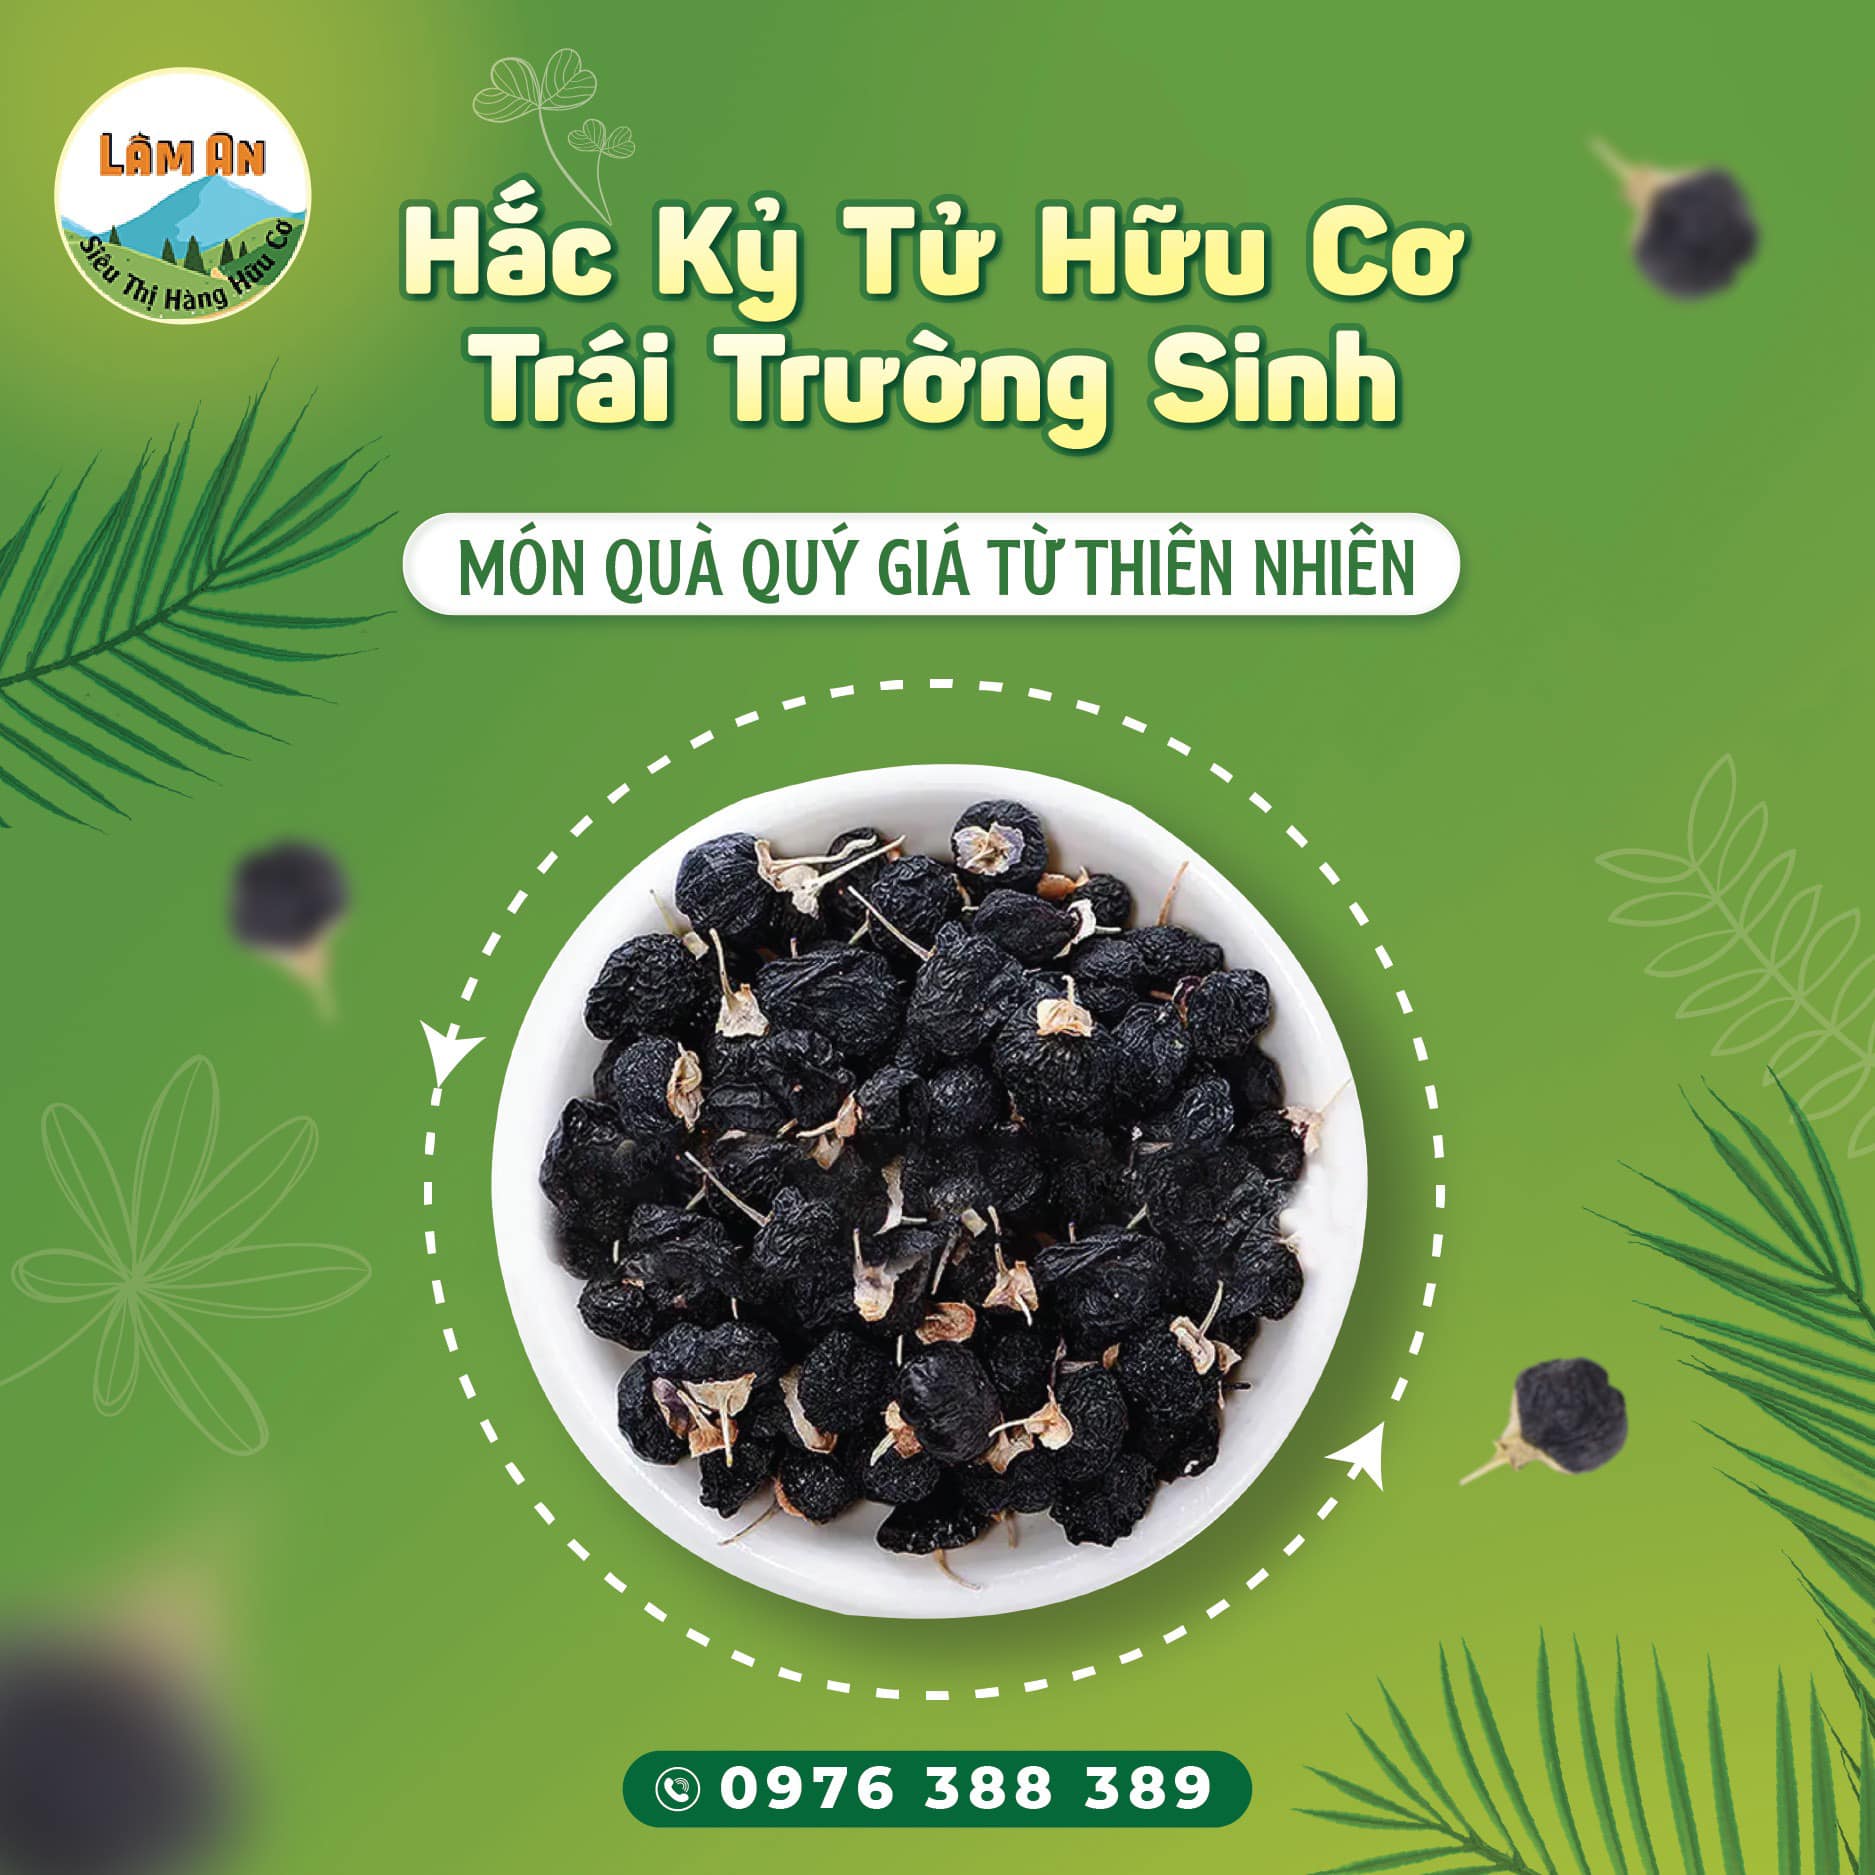 LÂM AN
Siêu Thị Hàng Hữu Cơ
Hắc Kỷ Tử Hữu Cơ
Trái Trường Sinh
MÓN QUÀ QUÝ GIÁ TỪ THIÊN NHIÊN
0976 388 389